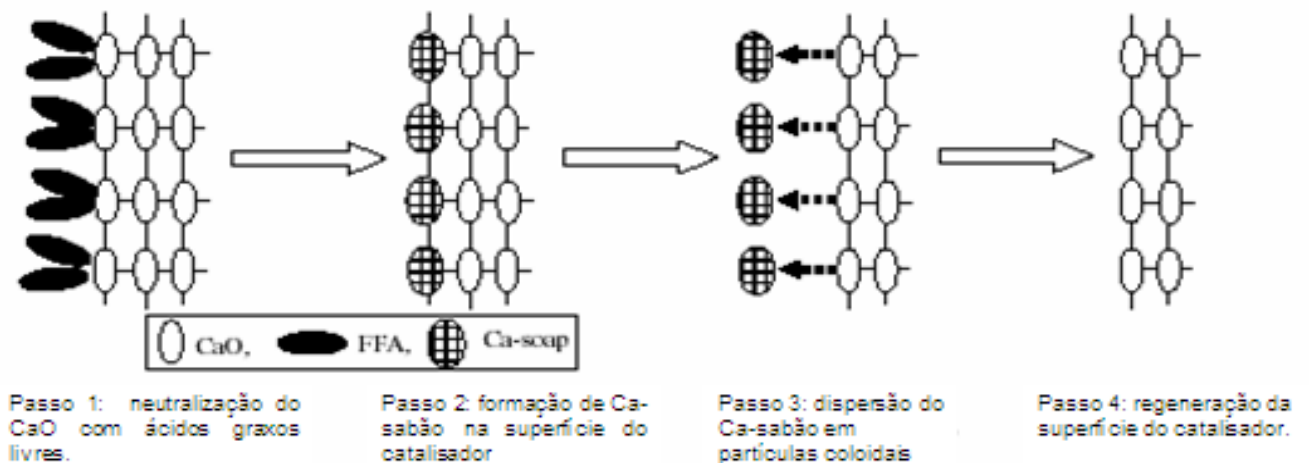 CaO, FFA, Ca-soap
Passo 1: neutralização do
CaO com ácidos graxos
livres.
Passo 2: formação de Ca-
sabão na superfície do
catalisador
Passo 3: dispersão do
Ca-sabão em
partículas coloidais
Passo 4: regeneração da
superfície do catalisador.